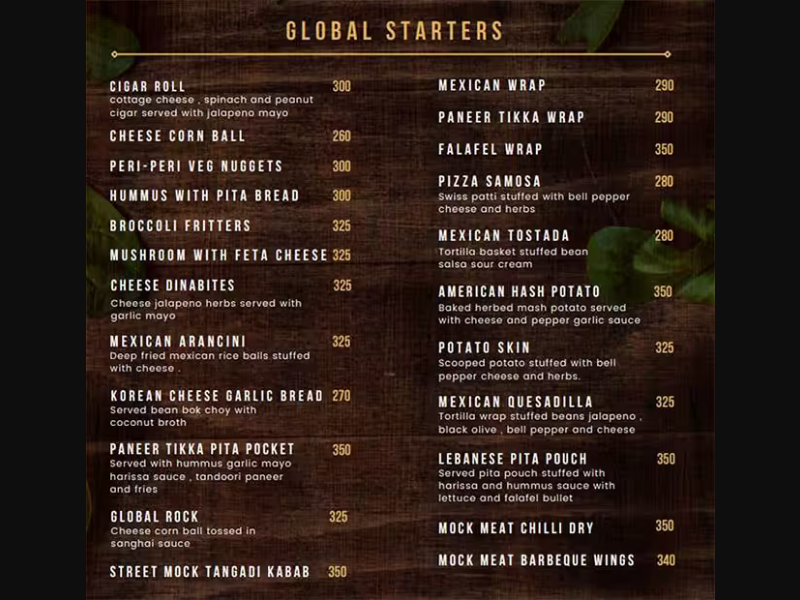 GLOBAL STARTERS
CIGAR ROLL 300
cottage cheese , spinach and peanut
cigar served with jalapeno mayo
CHEESE CORN BALL 260
PERI-PERI VEG NUGGETS 300
HUMMUS WITH PITA BREAD 300
BROCCOLI FRITTERS 325
MUSHROOM WITH FETA CHEESE 325
CHEESE DINABITES 325
Cheese jalapeno herbs served with
garlic mayo
MEXICAN ARANCINI 325
Deep fried mexican rice balls stuffed
with cheese .
KOREAN CHEESE GARLIC BREAD 270
Served bean bok choy with
coconut broth
PANEER TIKKA PITA POCKET 350
Served with hummus garlic mayo
harissa sauce , tandoori paneer
and fries
GLOBAL ROCK 325
Cheese corn ball tossed in
sanghai sauce
STREET MOCK TANGADI KABAB 350
MEXICAN WRAP 290
PANEER TIKKA WRAP 290
FALAFEL WRAP 350
PIZZA SAMOSA 280
Swiss patti stuffed with bell pepper
cheese and herbs
MEXICAN TOSTADA 280
Tortilla basket stuffed bean
salsa sour cream
AMERICAN HASH POTATO 350
Baked herbed mash potato served
with cheese and pepper garlic sauce
POTATO SKIN 325
Scooped potato stuffed with bell
pepper cheese and herbs.
MEXICAN QUESADILLA 325
Tortilla wrap stuffed beans jalapeno ,
black olive , bell pepper and cheese
LEBANESE PITA POUCH 350
Served pita pouch stuffed with
harissa and hummus sauce with
lettuce and falafel bullet
MOCK MEAT CHILLI DRY 350
MOCK MEAT BARBEQUE WINGS 340